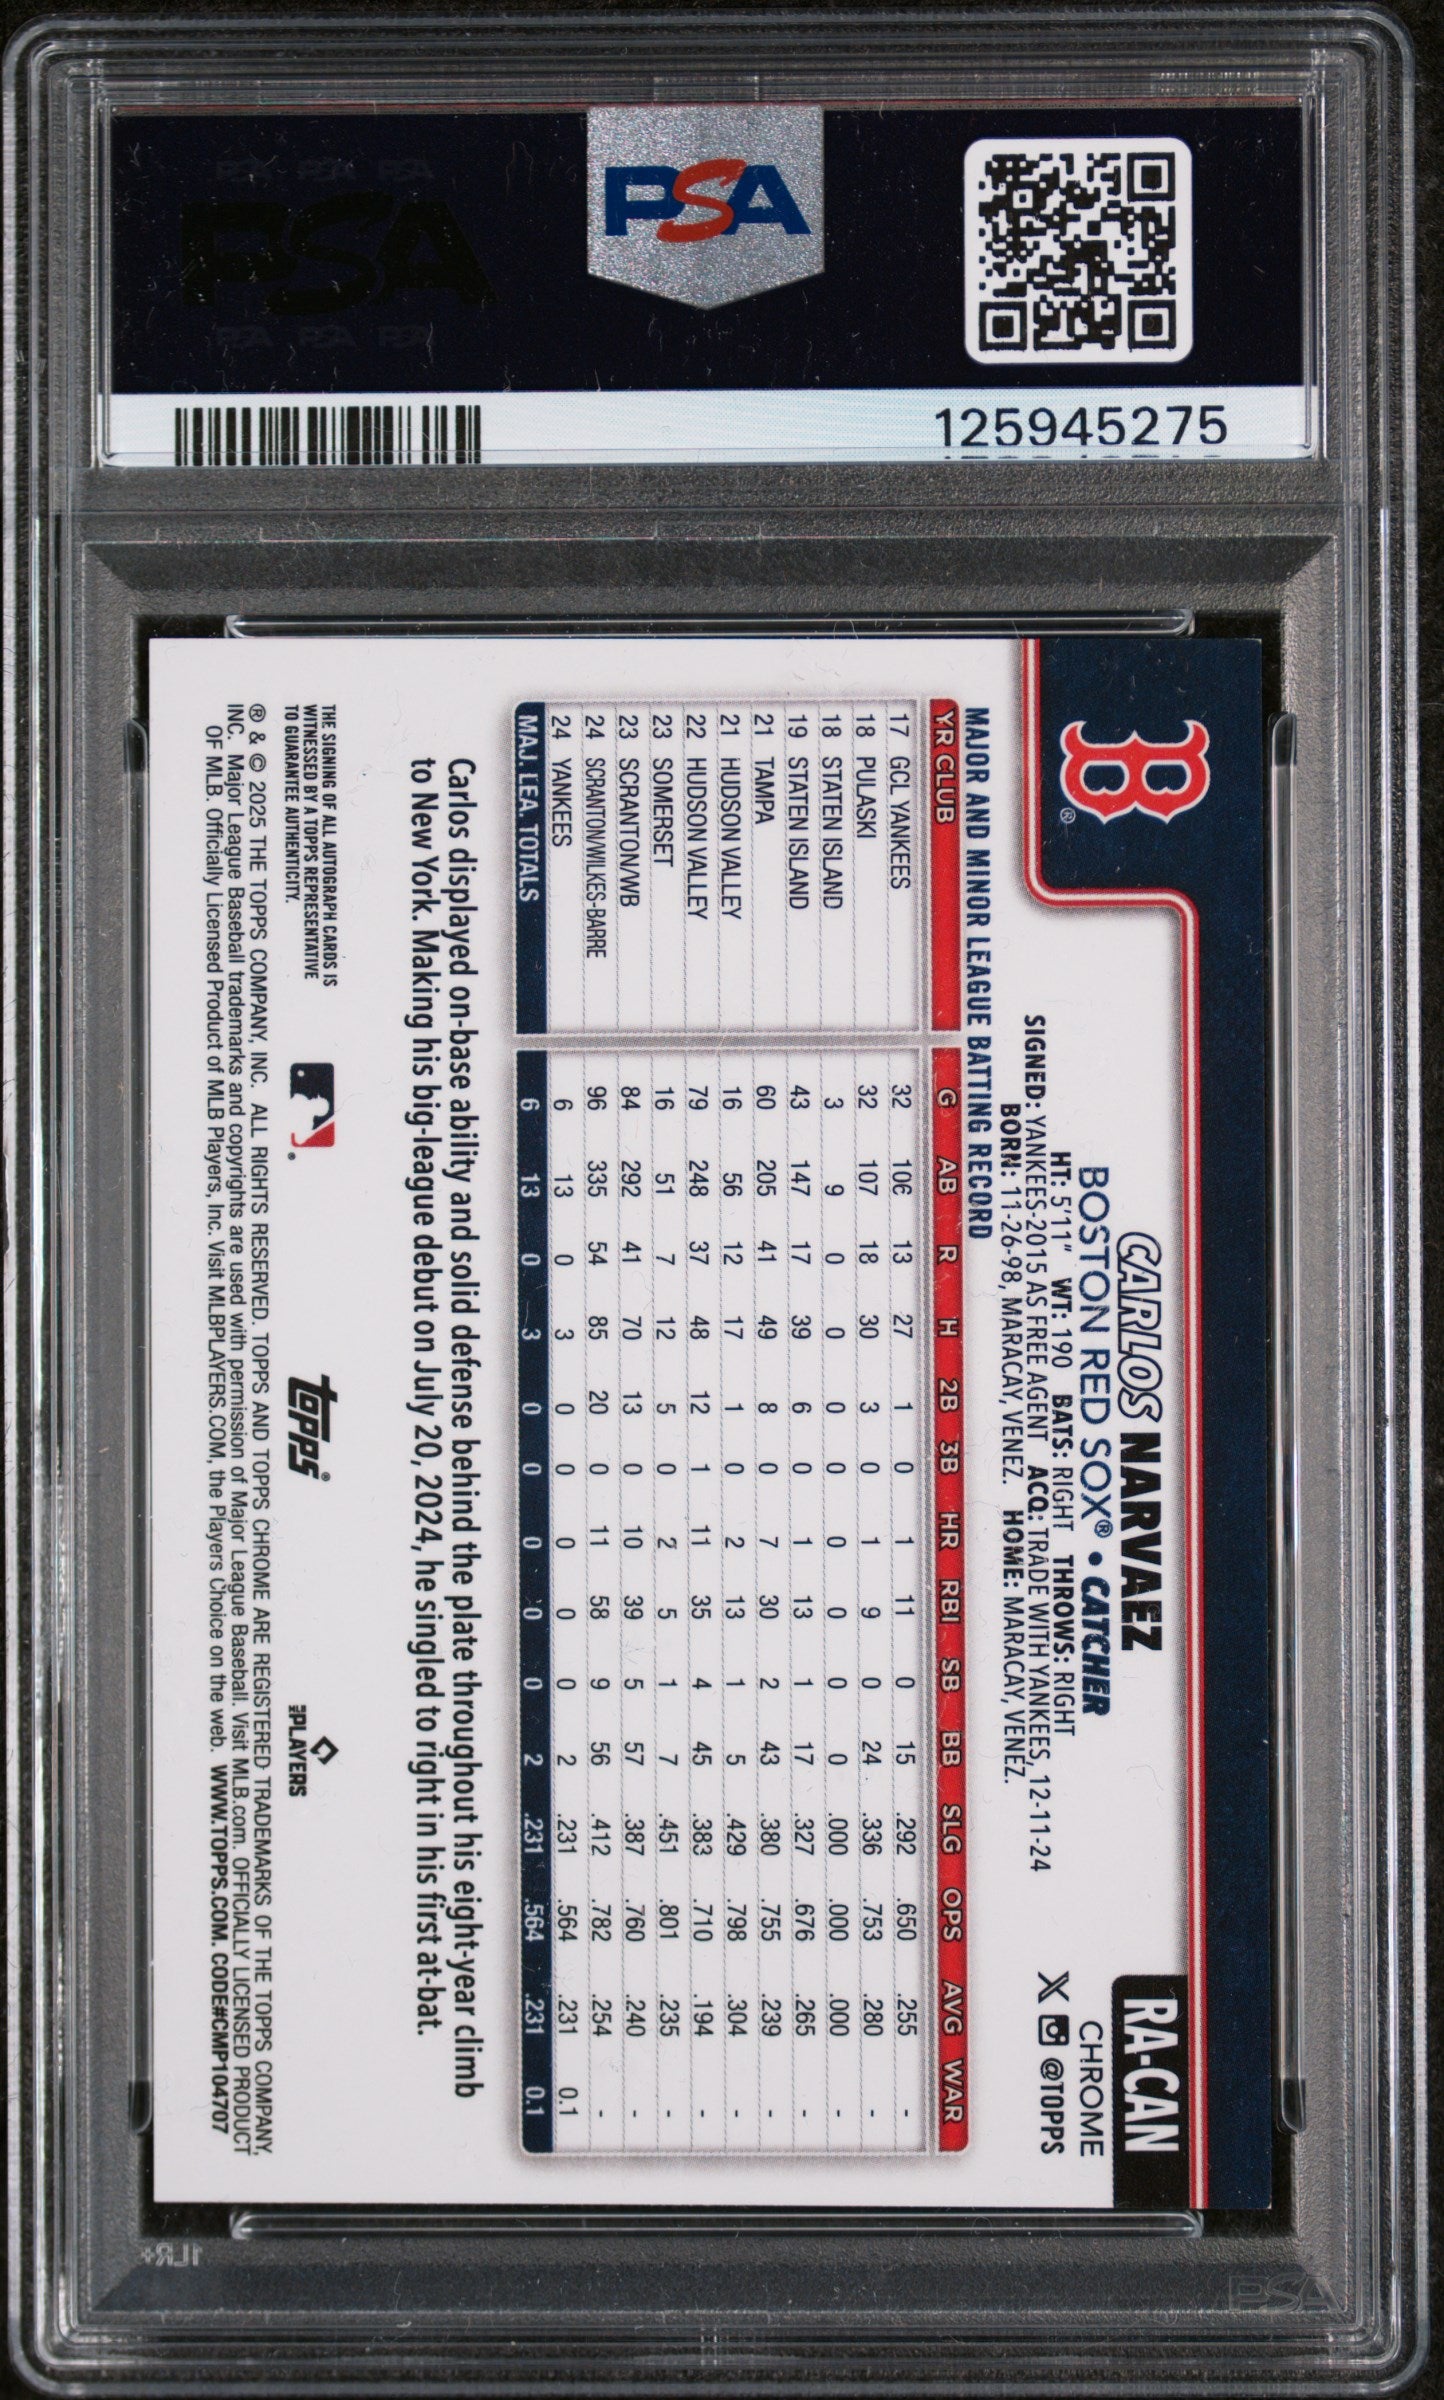 PSA PSA PSA
PSA
PSA PSA PSA
PSA
125945275
B®
RA-CAN
CARLOS NARVAEZ
BOSTON RED SOX® • CATCHER
CHROME
HT: 5'11" WT: 190 BATS: RIGHT THROWS: RIGHT
SIGNED: YANKEES-2015 AS FREE AGENT ACQ: TRADE WITH YANKEES, 12-11-24
BORN: 11-26-98, MARACAY, VENEZ. HOME: MARACAY, VENEZ.
@TOPPS
MAJOR AND MINOR LEAGUE BATTING RECORD
YR CLUB G AB R H 2B 3B HR RBI SB BB SLG OPS AVG WAR
17 GCL YANKEES 32 106 13 27 1 0 1 11 0 15 .292 .650 .255 -
18 PULASKI 32 107 18 30 3 0 1 9 0 24 .336 .753 .280 -
18 STATEN ISLAND 3 9 0 0 0 0 0 0 0 0 .000 .000 .000 -
19 STATEN ISLAND 43 147 17 39 6 0 1 13 1 17 .327 .676 .265 -
21 TAMPA 60 205 41 49 8 0 7 30 2 43 .380 .755 .239 -
21 HUDSON VALLEY 16 56 12 17 1 0 2 13 1 5 .429 .798 .304 -
22 HUDSON VALLEY 79 248 37 48 12 1 11 35 4 45 .383 .710 .194 -
23 SOMERSET 16 51 7 12 5 0 2 5 1 7 .451 .801 .235 -
23 SCRANTON/WB 84 292 41 70 13 0 10 39 5 57 .387 .760 .240 -
24 SCRANTON/WILKES-BARRE 96 335 54 85 20 0 11 58 9 56 .412 .782 .254 -
24 YANKEES 6 13 0 3 0 0 0 0 0 2 .231 .564 .231 0.1
MAJ. LEA. TOTALS 6 13 0 3 0 0 0 0 0 2 .231 .564 .231 0.1
Carlos displayed on-base ability and solid defense behind the plate throughout his eight-year climb
to New York. Making his big-league debut on July 20, 2024, he singled to right in his first at-bat.
THE SIGNING OF ALL AUTOGRAPH CARDS IS
WITNESSED BY A TOPPS REPRESENTATIVE
TO GUARANTEE AUTHENTICITY.
topps®
PLAYERS
® & © 2025 THE TOPPS COMPANY, INC. ALL RIGHTS RESERVED. TOPPS AND TOPPS CHROME ARE REGISTERED TRADEMARKS OF THE TOPPS COMPANY,
INC. Major League Baseball trademarks and copyrights are used with permission of Major League Baseball. Visit MLB.com. OFFICIALLY LICENSED PRODUCT
OF MLB. Officially Licensed Product of MLB Players, Inc. Visit MLBPLAYERS.COM, the Players Choice on the web. WWW.TOPPS.COM. CODE#CMP104707
1LR+
PSA